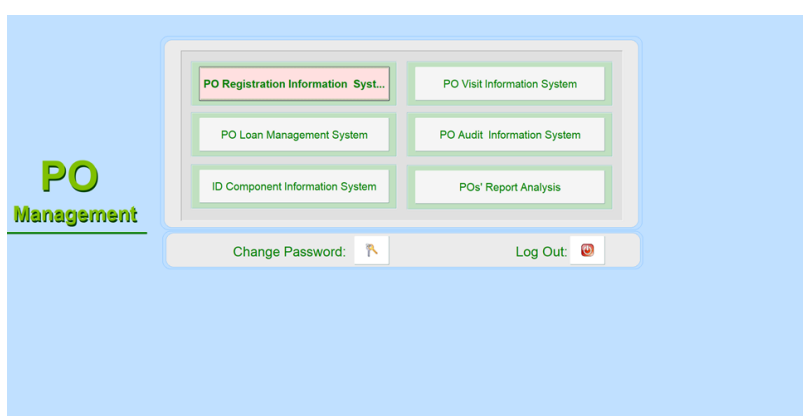 PO Registration Information Syst...
PO Visit Information System
PO Loan Management System
PO Audit Information System
PO
Management
ID Component Information System
POs' Report Analysis
Change Password:
Log Out: